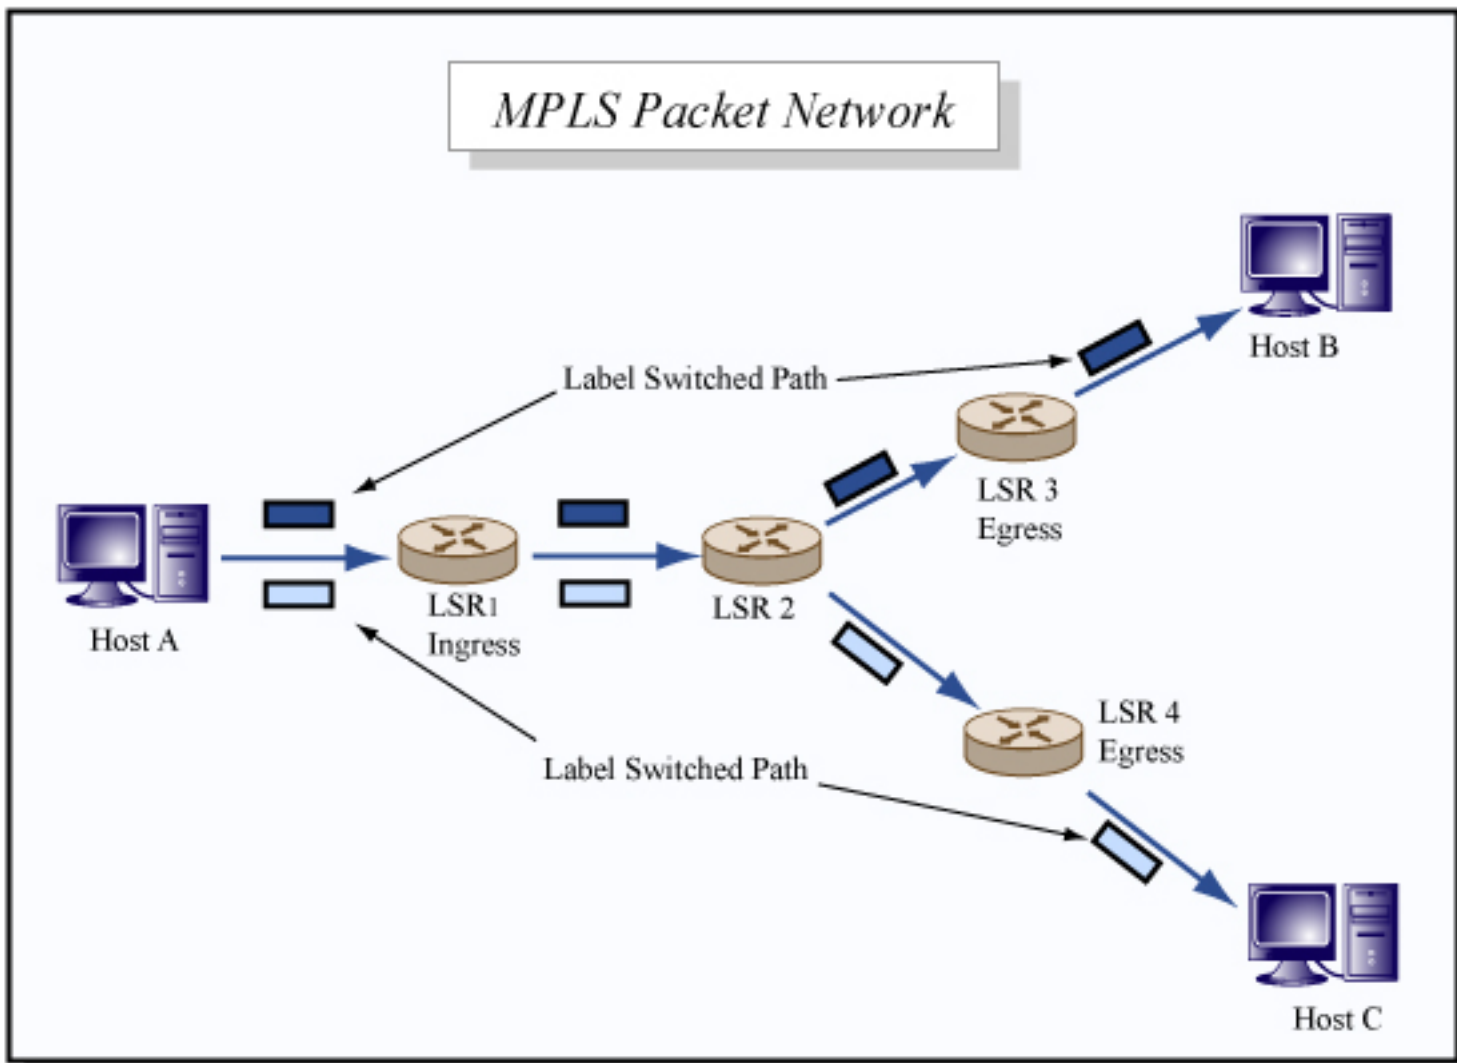 MPLS Packet Network
Host B
Label Switched Path
LSR 3
Egress
Host A
LSR1
Ingress
LSR 2
LSR 4
Egress
Label Switched Path
Host C